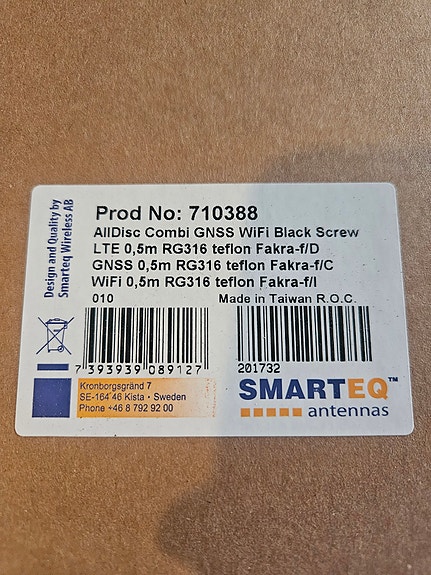 Design and Quality by
Smarteq Wireless AB
Prod No: 710388
AllDisc Combi GNSS WiFi Black Screw
LTE 0,5m RG316 teflon Fakra-f/D
GNSS 0,5m RG316 teflon Fakra-f/C
WiFi 0,5m RG316 teflon Fakra-f/I
010
Made in Taiwan R.O.C.
7 393939 089127
201732
Kronborgsgränd 7
SE-164 46 Kista • Sweden
Phone +46 8 792 92 00
SMARTEQ™
antennas